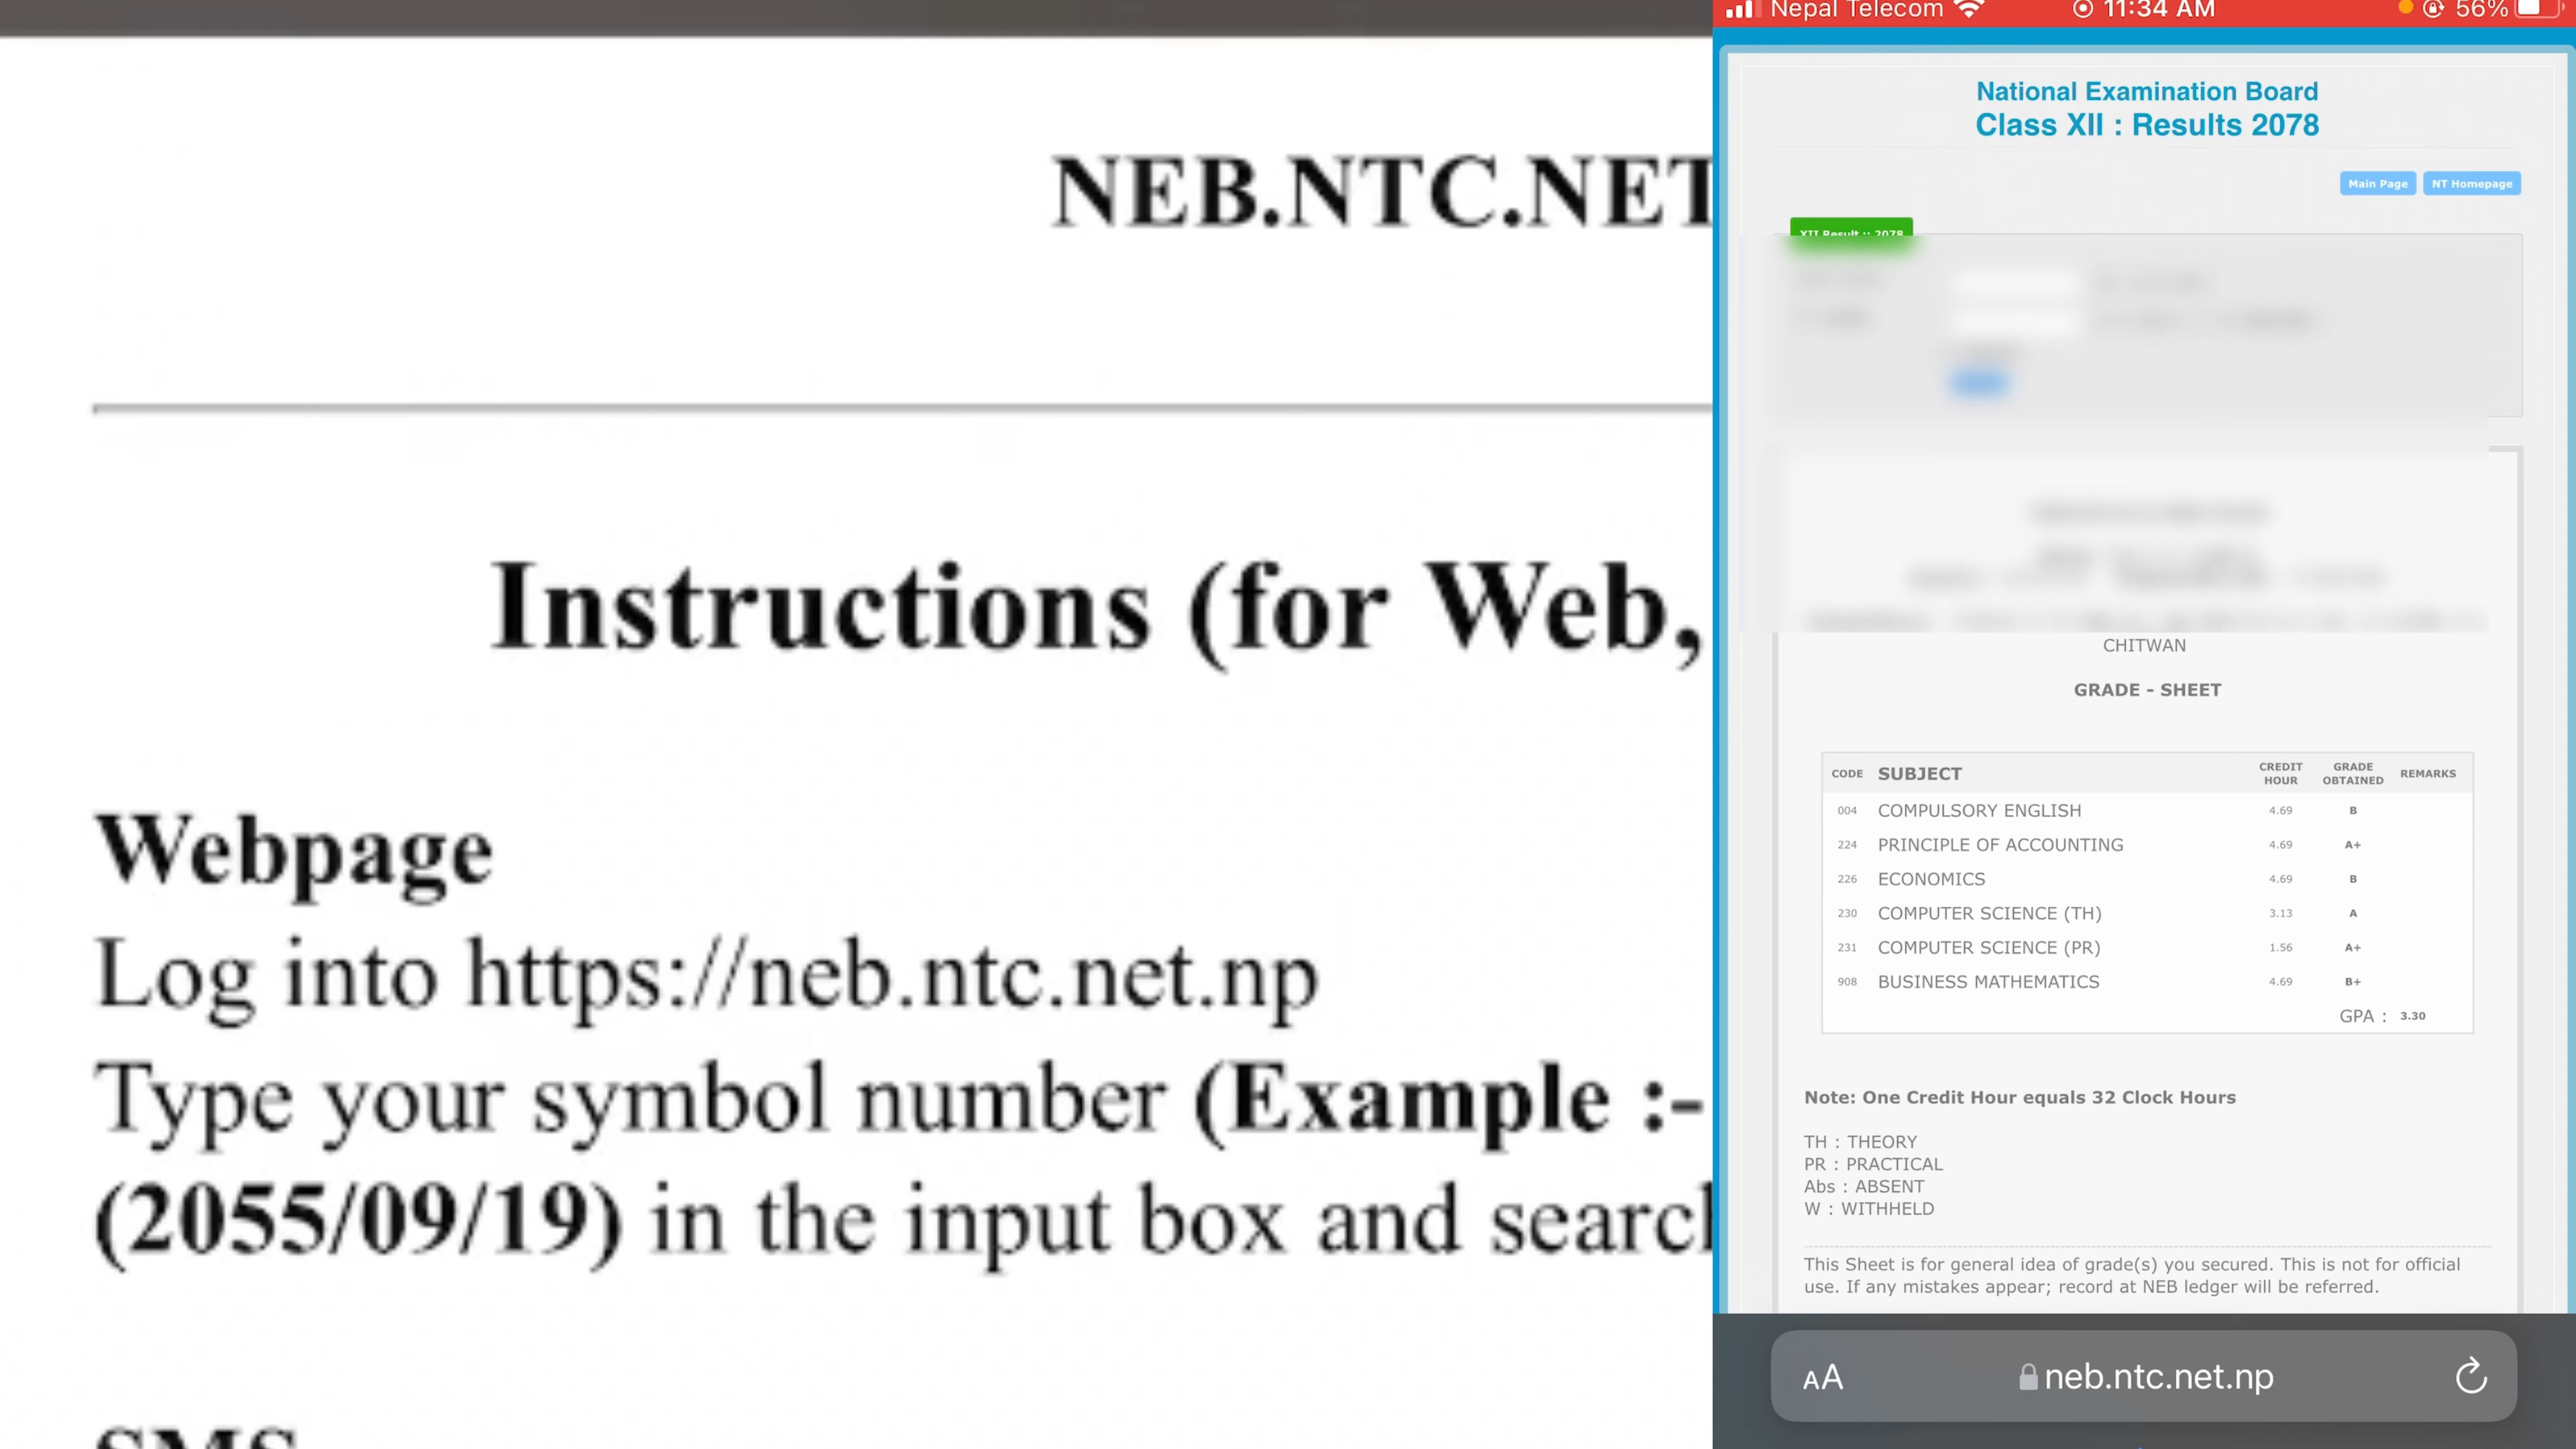 NEB.NTC.NET
Instructions (for Web,
Webpage
Log into https://neb.ntc.net.np
Type your symbol number (Example :-
(2055/09/19) in the input box and search
SMS
Nepal Telecom 11:34 AM 56%
National Examination Board
Class XII : Results 2078
Main Page NT Homepage
XII Result :: 2078
CHITWAN
GRADE - SHEET
CODE SUBJECT CREDIT HOUR GRADE OBTAINED REMARKS
004 COMPULSORY ENGLISH 4.69 B
224 PRINCIPLE OF ACCOUNTING 4.69 A+
226 ECONOMICS 4.69 B
230 COMPUTER SCIENCE (TH) 3.13 A
231 COMPUTER SCIENCE (PR) 1.56 A+
908 BUSINESS MATHEMATICS 4.69 B+
GPA : 3.30
Note: One Credit Hour equals 32 Clock Hours
TH : THEORY
PR : PRACTICAL
Abs : ABSENT
W : WITHHELD
This Sheet is for general idea of grade(s) you secured. This is not for official
use. If any mistakes appear; record at NEB ledger will be referred.
AA neb.ntc.net.np